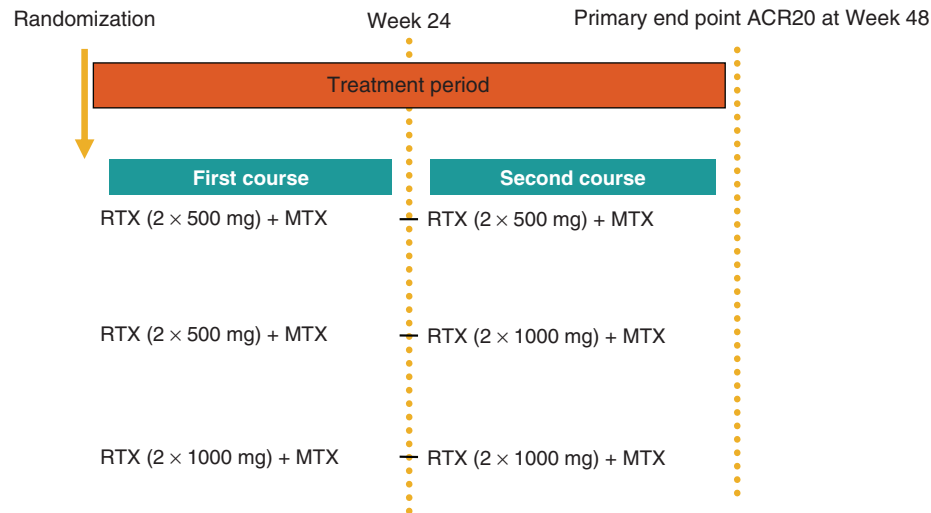 Randomization
Week 24
Primary end point ACR20 at Week 48
Treatment period
First course
Second course
RTX (2 × 500 mg) + MTX
RTX (2 × 500 mg) + MTX
RTX (2 × 500 mg) + MTX
RTX (2 × 1000 mg) + MTX
RTX (2 × 1000 mg) + MTX
RTX (2 × 1000 mg) + MTX